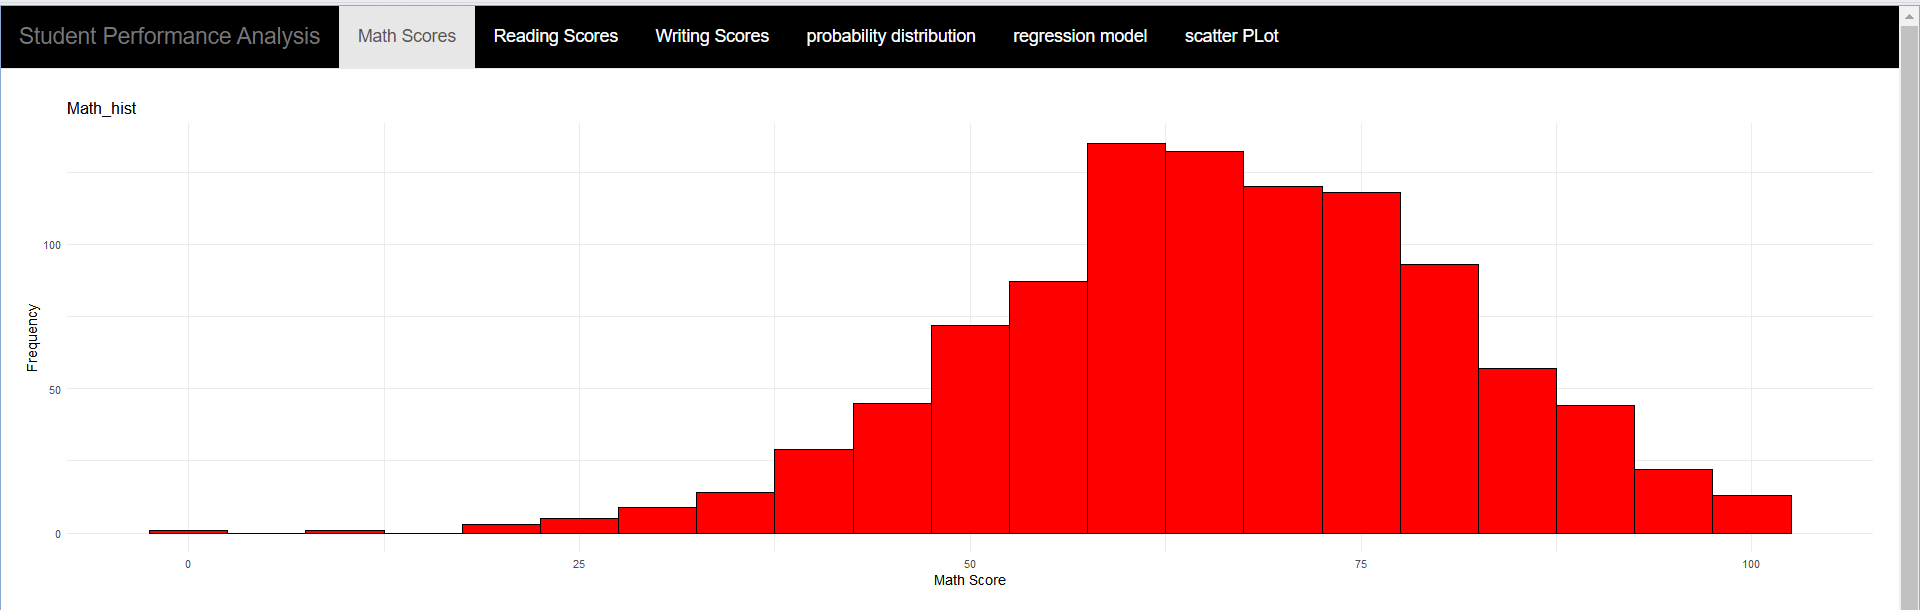 Student Performance Analysis Math Scores Reading Scores Writing Scores probability distribution regression model scatter PLot
Math_hist
100
50
0
Frequency
0 25 50 75 100
Math Score